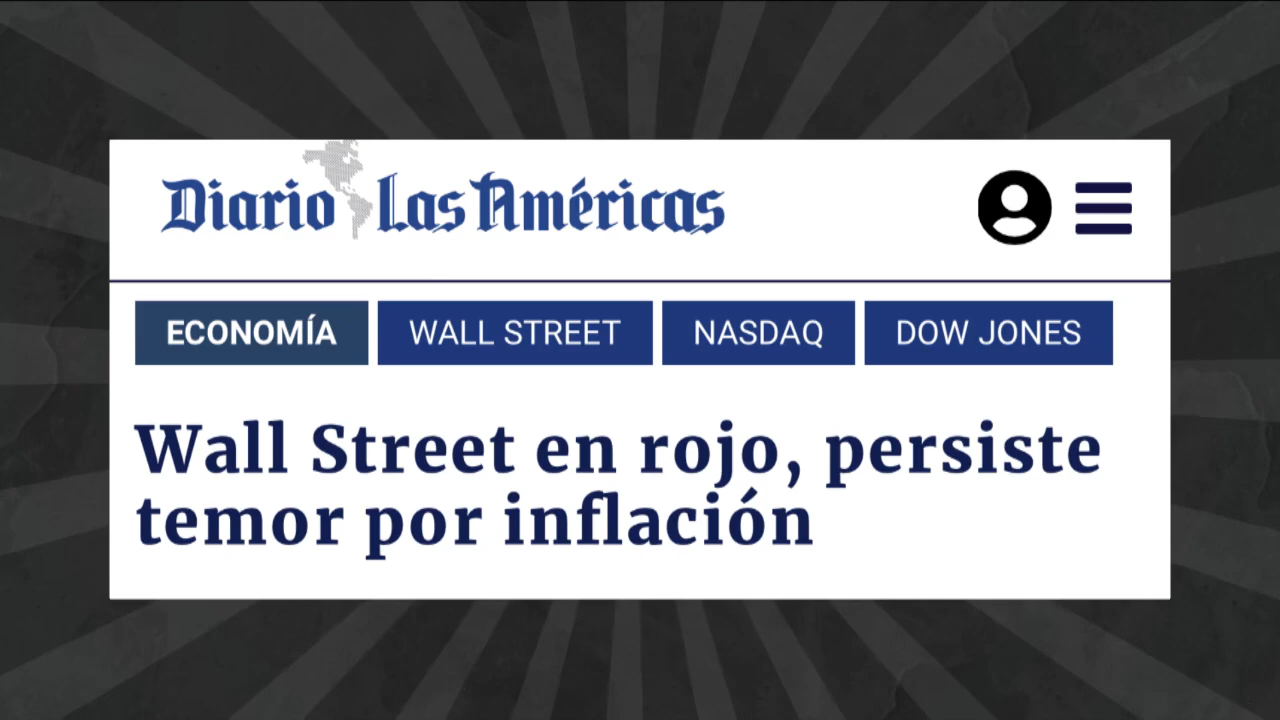 Diario Las Américas
ECONOMÍA WALL STREET NASDAQ DOW JONES
Wall Street en rojo, persiste
temor por inflación